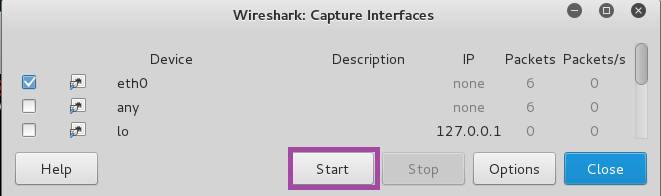 Wireshark: Capture Interfaces
Device Description IP Packets Packets/s
eth0 none 6 0
any none 6 0
lo 127.0.0.1 0 0
Help Start Stop Options Close